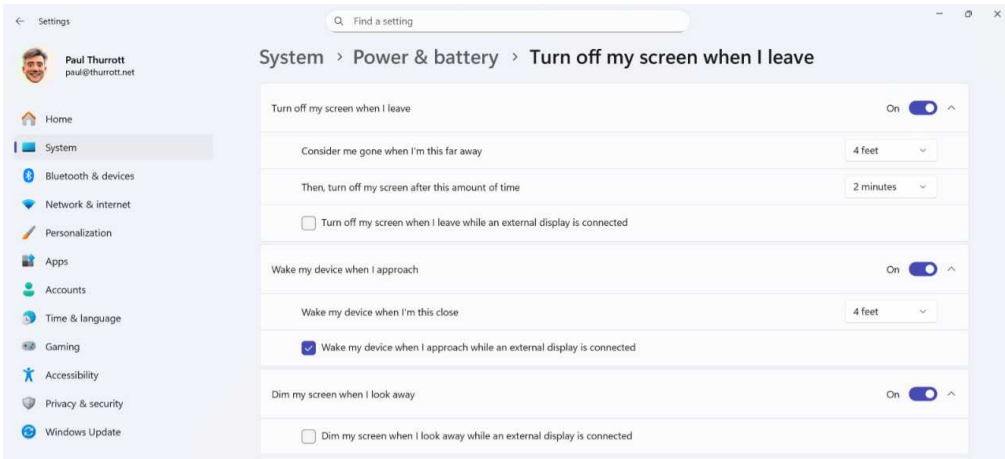 Settings
Find a setting
Paul Thurrott
paul@thurrott.net
Home
System
Bluetooth & devices
Network & internet
Personalization
Apps
Accounts
Time & language
Gaming
Accessibility
Privacy & security
Windows Update
System > Power & battery > Turn off my screen when I leave
Turn off my screen when I leave On
Consider me gone when I'm this far away 4 feet
Then, turn off my screen after this amount of time 2 minutes
Turn off my screen when I leave while an external display is connected
Wake my device when I approach On
Wake my device when I'm this close 4 feet
Wake my device when I approach while an external display is connected
Dim my screen when I look away On
Dim my screen when I look away while an external display is connected